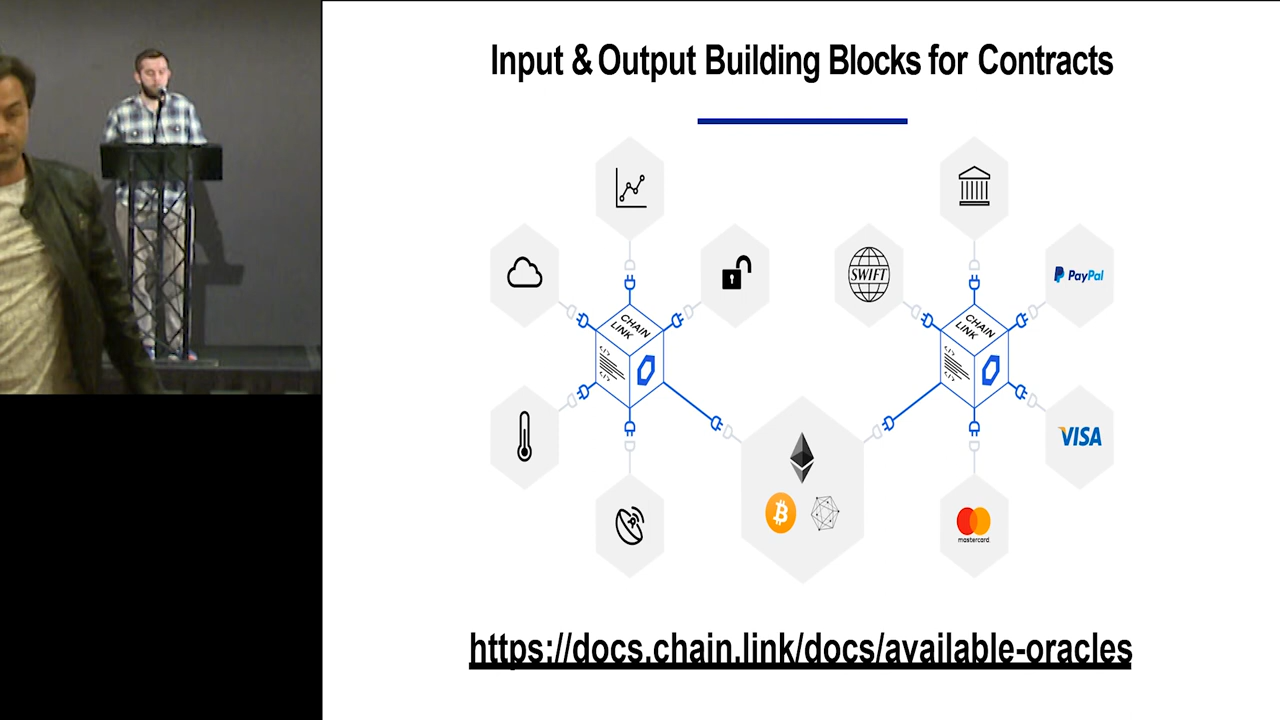 Input & Output Building Blocks for Contracts
SWIFT
PayPal
CHAIN
LINK
CHAIN
LINK
VISA
mastercard
https://docs.chain.link/docs/available-oracles